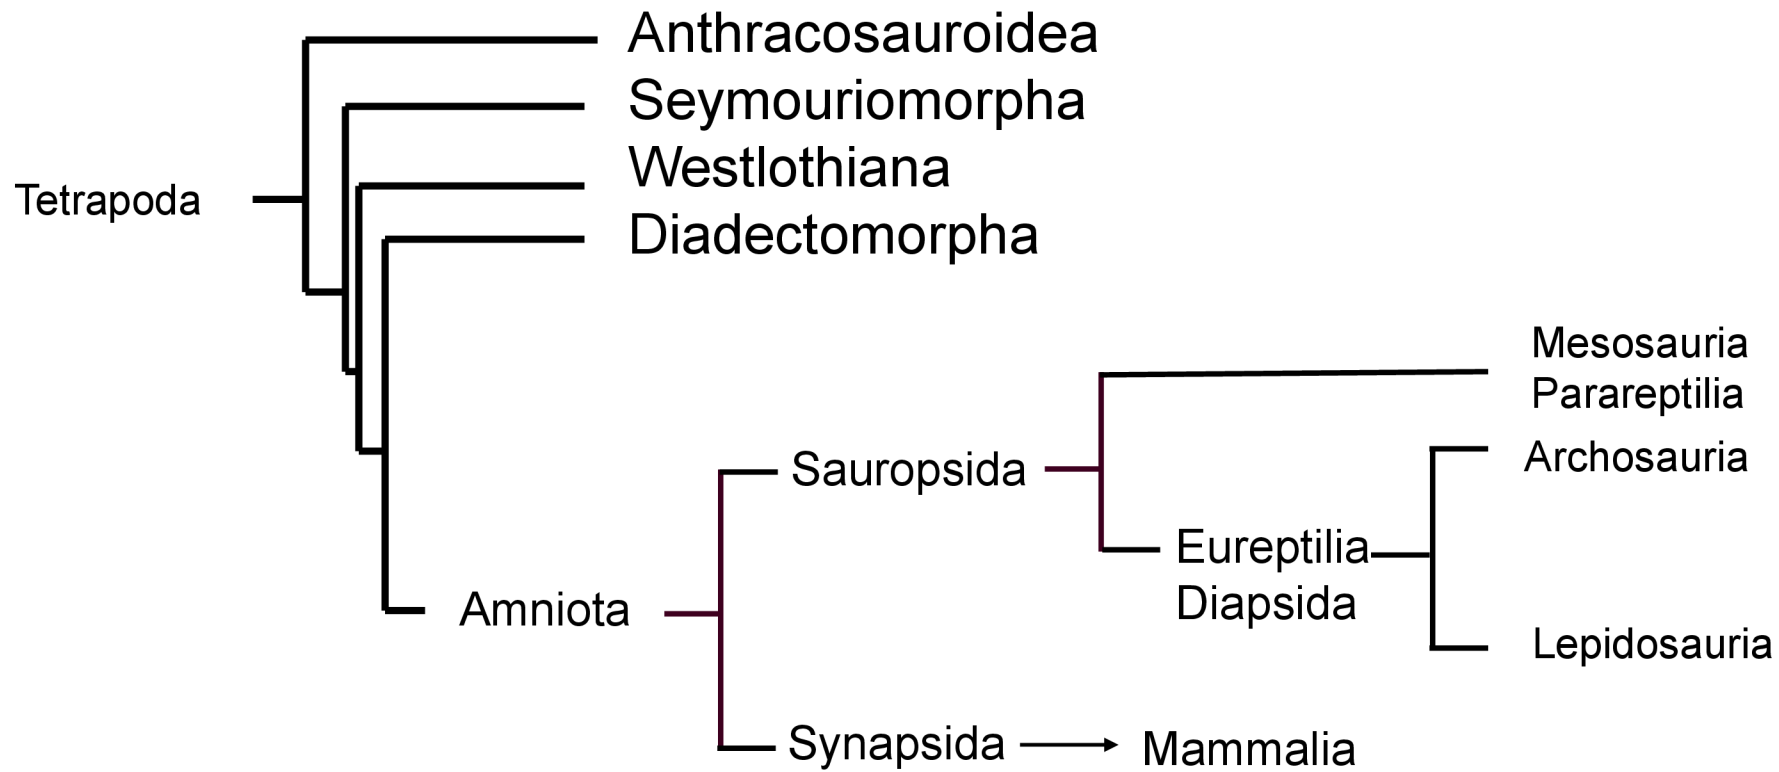 Anthracosauroidea
Seymouriomorpha
Westlothiana
Tetrapoda
Diadectomorpha
Mesosauria
Parareptilia
Archosauria
Sauropsida
Eureptilia
Diapsida
Amniota
Lepidosauria
Synapsida
Mammalia